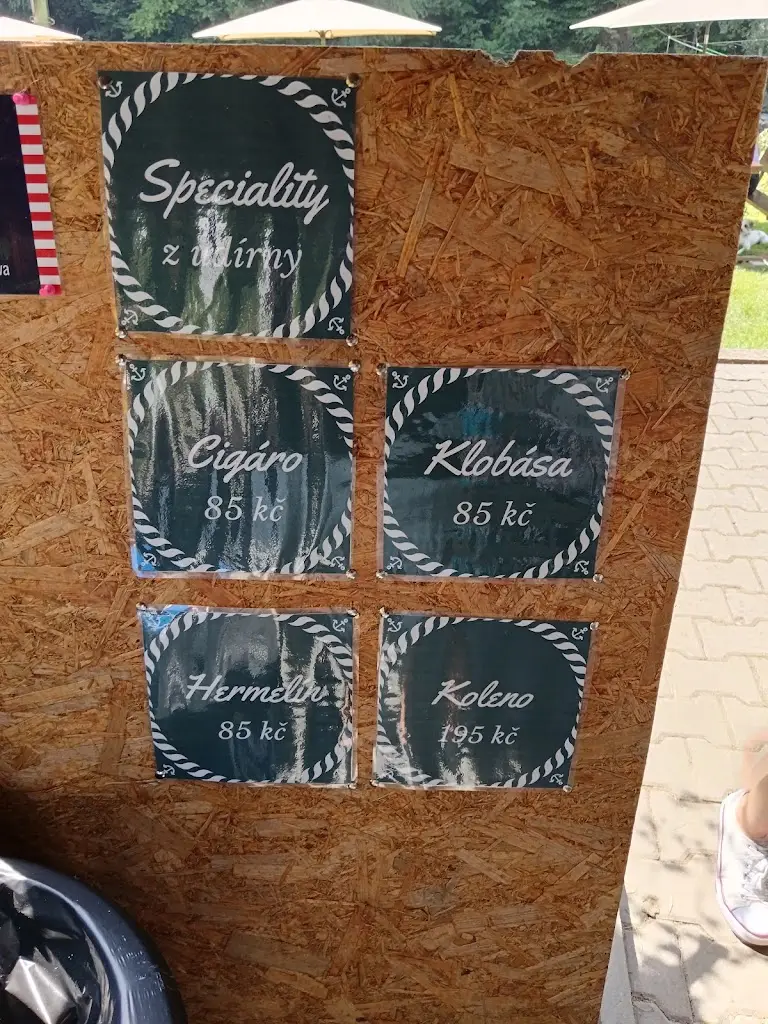 Speciality
z udírny
Cigáro
85 kč
Klobása
85 kč
Hermelín
85 kč
Koleno
195 kč